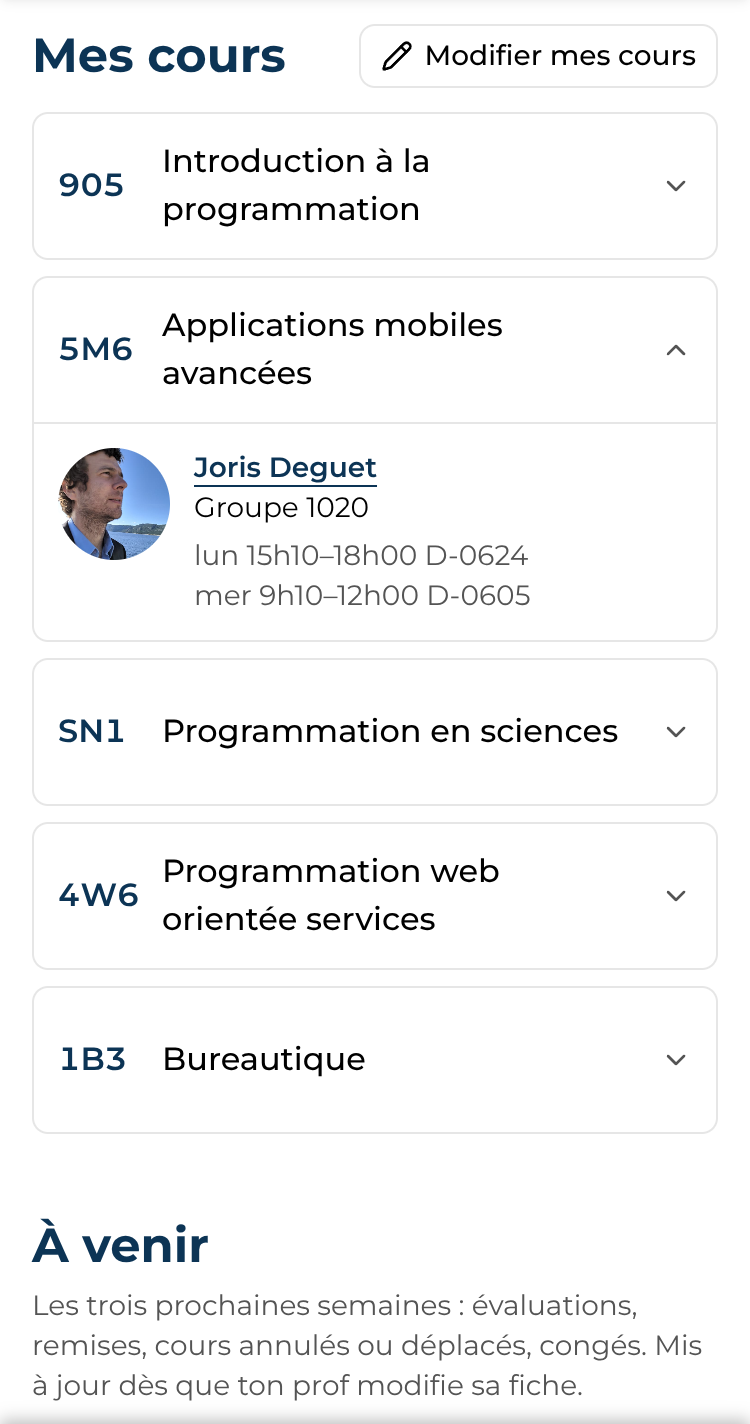 Mes cours
Modifier mes cours
905
Introduction à la
programmation
5M6
Applications mobiles
avancées
Joris Deguet
Groupe 1020
lun 15h10–18h00 D-0624
mer 9h10–12h00 D-0605
SN1
Programmation en sciences
4W6
Programmation web
orientée services
1B3
Bureautique
À venir
Les trois prochaines semaines : évaluations,
remises, cours annulés ou déplacés, congés. Mis
à jour dès que ton prof modifie sa fiche.